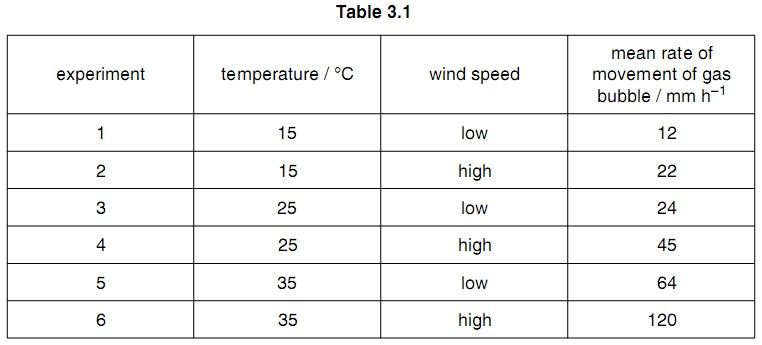 Table 3.1
experiment temperature / °C wind speed mean rate of movement of gas bubble / mm h⁻¹
1 15 low 12
2 15 high 22
3 25 low 24
4 25 high 45
5 35 low 64
6 35 high 120